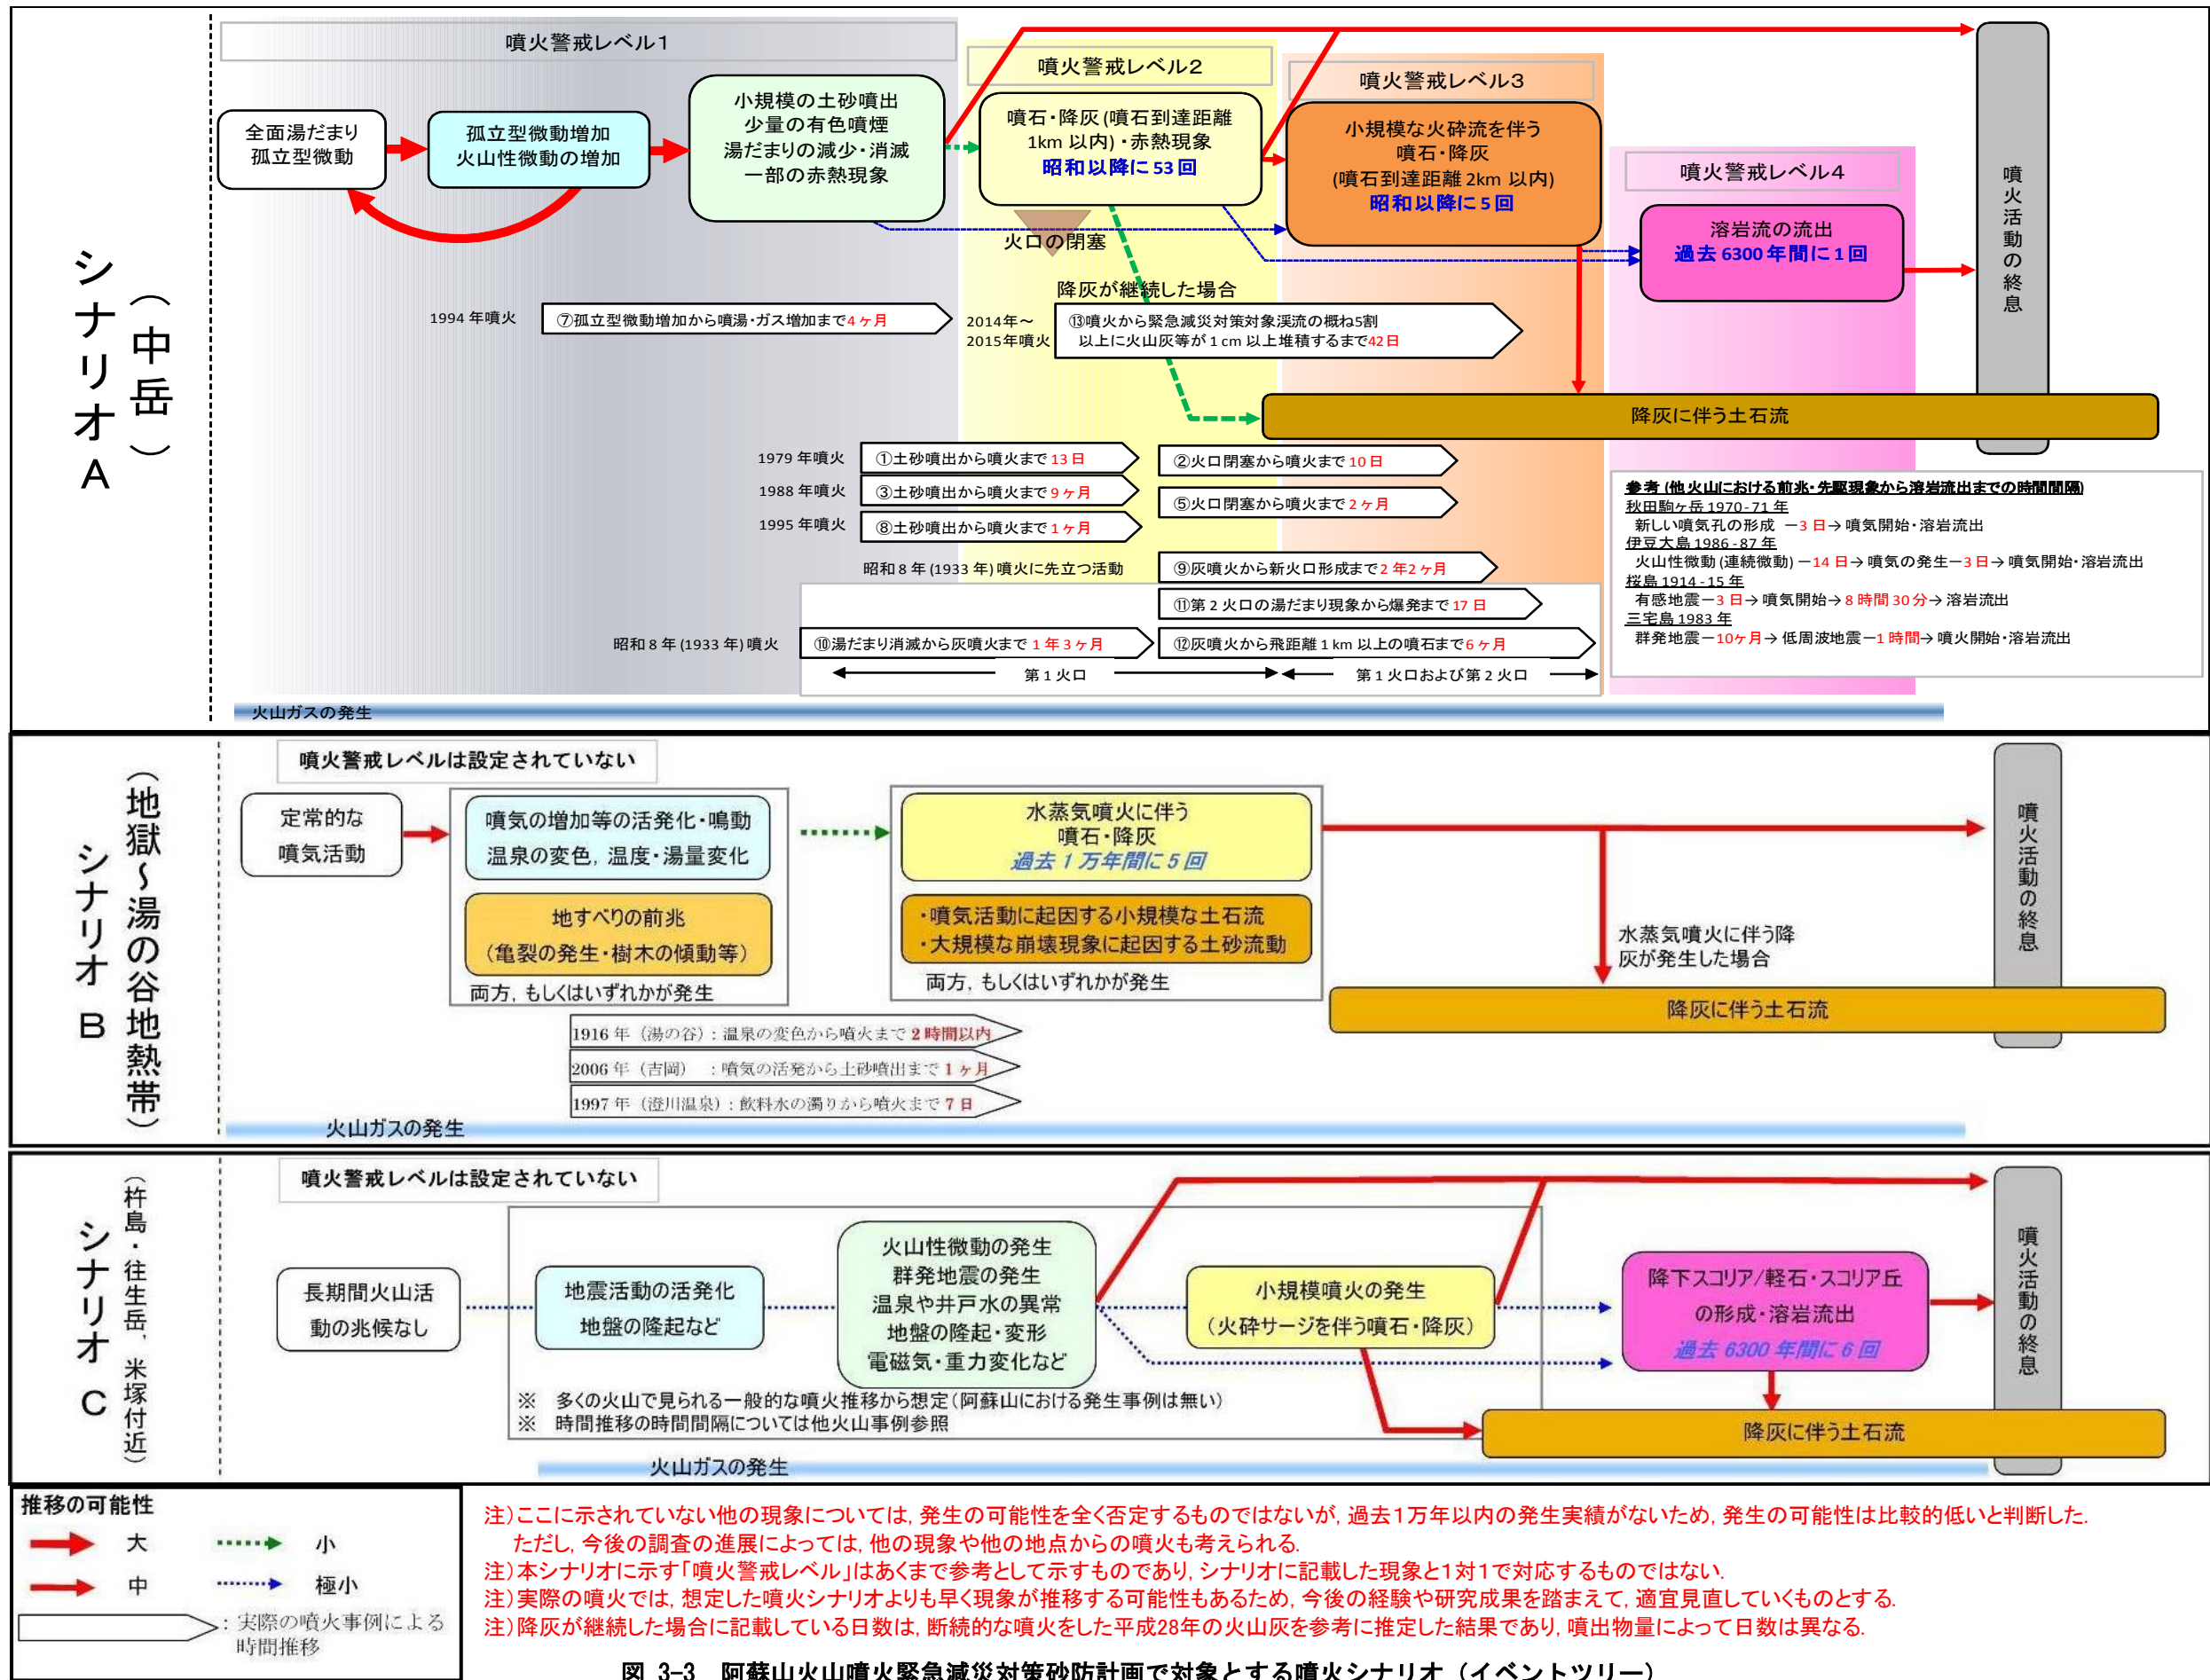 シナリオA
（中岳）
噴火警戒レベル1
噴火警戒レベル2
噴火警戒レベル3
噴火警戒レベル4
全面湯だまり
孤立型微動
孤立型微動増加
火山性微動の増加
小規模の土砂噴出
少量の有色噴煙
湯だまりの減少・消滅
一部の赤熱現象
噴石・降灰(噴石到達距離
1km 以内)・赤熱現象
昭和以降に53回
小規模な火砕流を伴う
噴石・降灰
(噴石到達距離2km 以内)
昭和以降に5回
溶岩流の流出
過去 6300 年間に1回
噴火活動の終息
火口の閉塞
降灰が継続した場合
1994 年噴火
⑦孤立型微動増加から噴湯・ガス増加まで4ヶ月
2014年～
2015年噴火
⑬噴火から緊急減災対策対象渓流の概ね5割
以上に火山灰等が1cm 以上堆積するまで42日
降灰に伴う土石流
1979 年噴火
①土砂噴出から噴火まで 13 日
②火口閉塞から噴火まで 10 日
1988 年噴火
③土砂噴出から噴火まで 9ヶ月
⑤火口閉塞から噴火まで 2ヶ月
1995 年噴火
⑧土砂噴出から噴火まで 1ヶ月
昭和8年(1933年)噴火に先立つ活動
⑨灰噴火から新火口形成まで2年2ヶ月
⑪第2火口の湯だまり現象から爆発まで 17 日
昭和8年(1933年)噴火
⑩湯だまり消滅から灰噴火まで 1年3ヶ月
⑫灰噴火から飛距離1km 以上の噴石まで6ヶ月
第1火口
第1火口および第2火口
参考(他火山における前兆・先駆現象から溶岩流出までの時間間隔)
秋田駒ヶ岳 1970-71 年
新しい噴気孔の形成 －3 日→ 噴気開始・溶岩流出
伊豆大島 1986-87 年
火山性微動(連続微動)－14 日→ 噴気の発生－3 日→ 噴気開始・溶岩流出
桜島 1914-15 年
有感地震－3 日→ 噴気開始→ 8 時間 30 分→ 溶岩流出
三宅島 1983 年
群発地震－10ヶ月→ 低周波地震－1 時間→ 噴火開始・溶岩流出
火山ガスの発生
シナリオ B
（地獄～湯の谷地熱帯）
噴火警戒レベルは設定されていない
定常的な
噴気活動
噴気の増加等の活発化・鳴動
温泉の変色, 温度・湯量変化
地すべりの前兆
(亀裂の発生・樹木の傾動等)
両方, もしくはいずれかが発生
水蒸気噴火に伴う
噴石・降灰
過去 1 万年間に 5 回
・噴気活動に起因する小規模な土石流
・大規模な崩壊現象に起因する土砂流動
両方, もしくはいずれかが発生
水蒸気噴火に伴う降
灰が発生した場合
降灰に伴う土石流
噴火活動の終息
1916 年（湯の谷）: 温泉の変色から噴火まで 2 時間以内
2006 年（吉岡） : 噴気の活発から土砂噴出まで 1 ヶ月
1997 年（澄川温泉）: 飲料水の濁りから噴火まで 7 日
火山ガスの発生
シナリオ C
（杵島・往生岳, 米塚付近）
噴火警戒レベルは設定されていない
長期間火山活
動の兆候なし
地震活動の活発化
地盤の隆起など
火山性微動の発生
群発地震の発生
温泉や井戸水の異常
地盤の隆起・変形
電磁気・重力変化など
小規模噴火の発生
(火砕サージを伴う噴石・降灰)
降下スコリア/軽石・スコリア丘
の形成・溶岩流出
過去 6300 年間に 6 回
噴火活動の終息
※ 多くの火山で見られる一般的な噴火推移から想定(阿蘇山における発生事例は無い)
※ 時間推移の時間間隔については他火山事例参照
降灰に伴う土石流
火山ガスの発生
推移の可能性
大
小
中
極小
: 実際の噴火事例による
時間推移
注)ここに示されていない他の現象については, 発生の可能性を全く否定するものではないが, 過去1万年以内の発生実績がないため, 発生の可能性は比較的低いと判断した.
ただし, 今後の調査の進展によっては, 他の現象や他の地点からの噴火も考えられる.
注)本シナリオに示す「噴火警戒レベル」はあくまで参考として示すものであり, シナリオに記載した現象と1対1で対応するものではない.
注)実際の噴火では, 想定した噴火シナリオよりも早く現象が推移する可能性もあるため, 今後の経験や研究成果を踏まえて, 適宜見直していくものとする.
注)降灰が継続した場合に記載している日数は, 断続的な噴火をした平成28年の火山灰を参考に推定した結果であり, 噴出物量によって日数は異なる.
図 3-3 阿蘇山火山噴火緊急減災対策砂防計画で対象とする噴火シナリオ（イベントツリー）